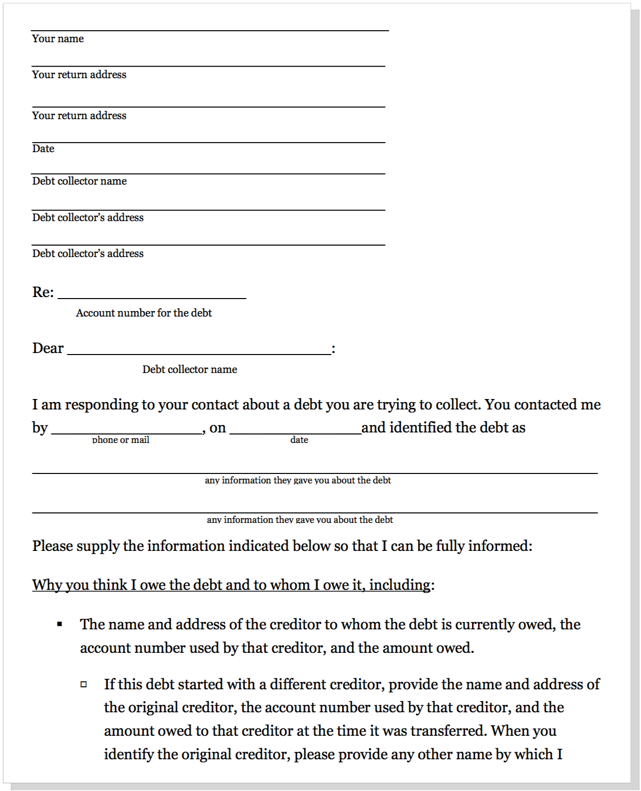 Your name
Your return address
Your return address
Date
Debt collector name
Debt collector's address
Debt collector's address
Re: ________________________
Account number for the debt
Dear __________________________________:
Debt collector name
I am responding to your contact about a debt you are trying to collect. You contacted me
by ____________________, on _________________and identified the debt as
phone or mail date
any information they gave you about the debt
any information they gave you about the debt
Please supply the information indicated below so that I can be fully informed:
Why you think I owe the debt and to whom I owe it, including:
▪ The name and address of the creditor to whom the debt is currently owed, the
account number used by that creditor, and the amount owed.
▫ If this debt started with a different creditor, provide the name and address of
the original creditor, the account number used by that creditor, and the
amount owed to that creditor at the time it was transferred. When you
identify the original creditor, please provide any other name by which I